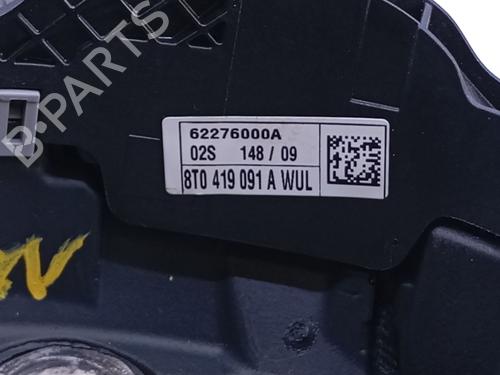 B-PARTS
62276000A
02S 148 / 09
8T0 419 091 A WUL